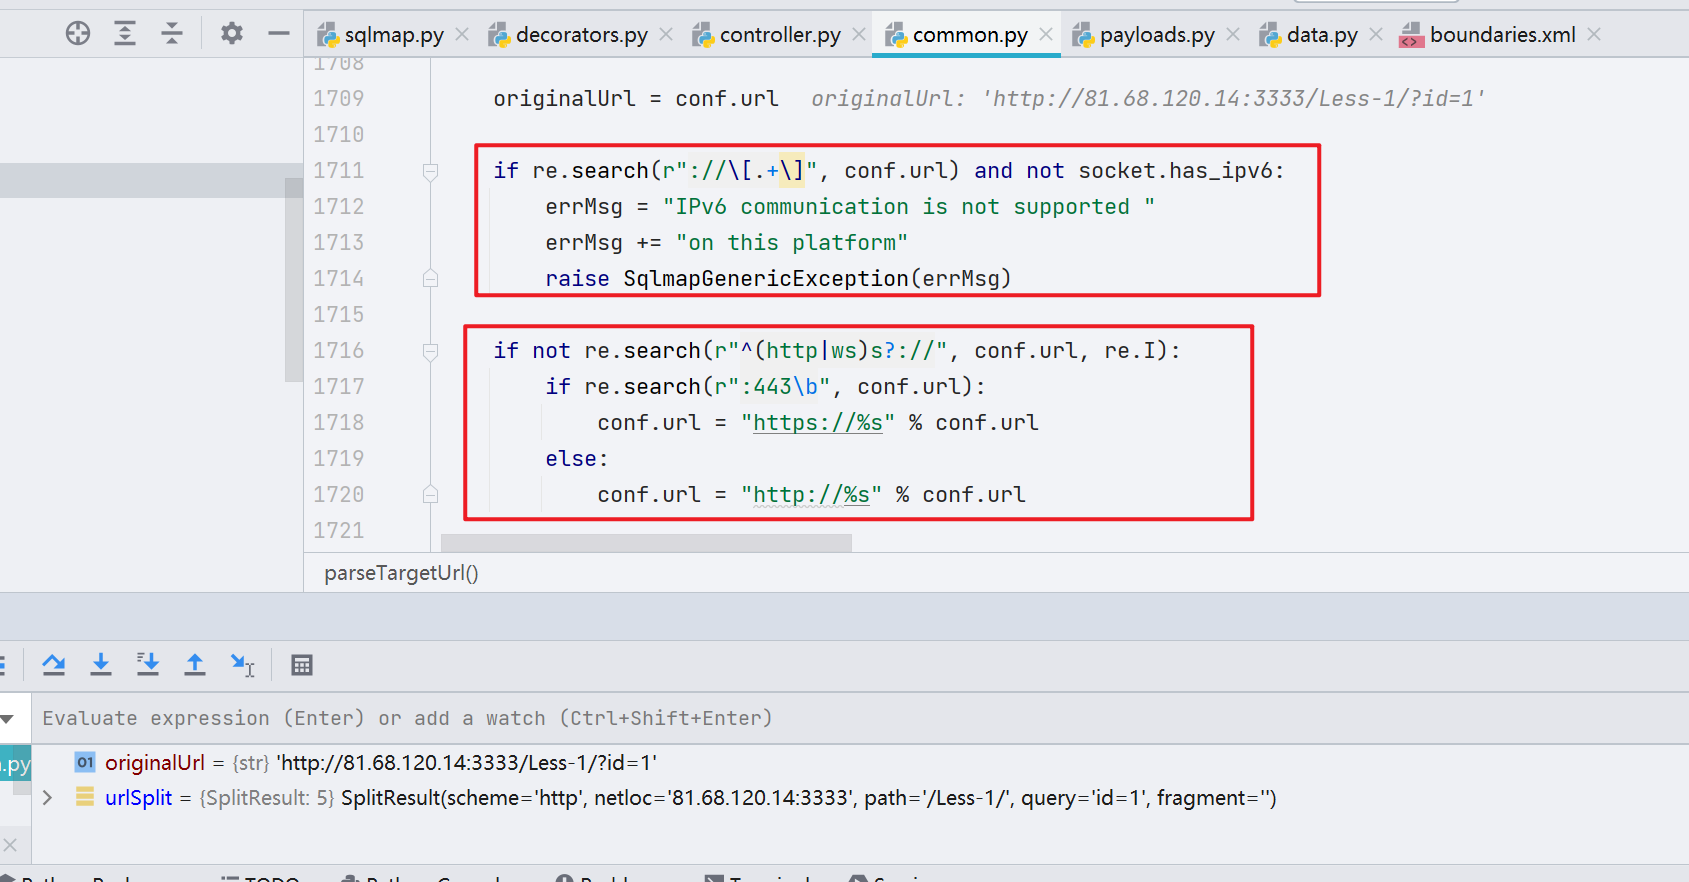 sqlmap.py decorators.py controller.py common.py payloads.py data.py boundaries.xml
1708
1709 originalUrl = conf.url originalUrl: 'http://81.68.120.14:3333/Less-1/?id=1'
1710
1711 if re.search(r"://\[.+\]", conf.url) and not socket.has_ipv6:
1712 errMsg = "IPv6 communication is not supported "
1713 errMsg += "on this platform"
1714 raise SqlmapGenericException(errMsg)
1715
1716 if not re.search(r"^(http|ws)s?://", conf.url, re.I):
1717 if re.search(r":443\b", conf.url):
1718 conf.url = "https://%s" % conf.url
1719 else:
1720 conf.url = "http://%s" % conf.url
1721
parseTargetUrl()
Evaluate expression (Enter) or add a watch (Ctrl+Shift+Enter)
.py 01 originalUrl = {str} 'http://81.68.120.14:3333/Less-1/?id=1'
urlSplit = {SplitResult: 5} SplitResult(scheme='http', netloc='81.68.120.14:3333', path='/Less-1/', query='id=1', fragment='')
TODO